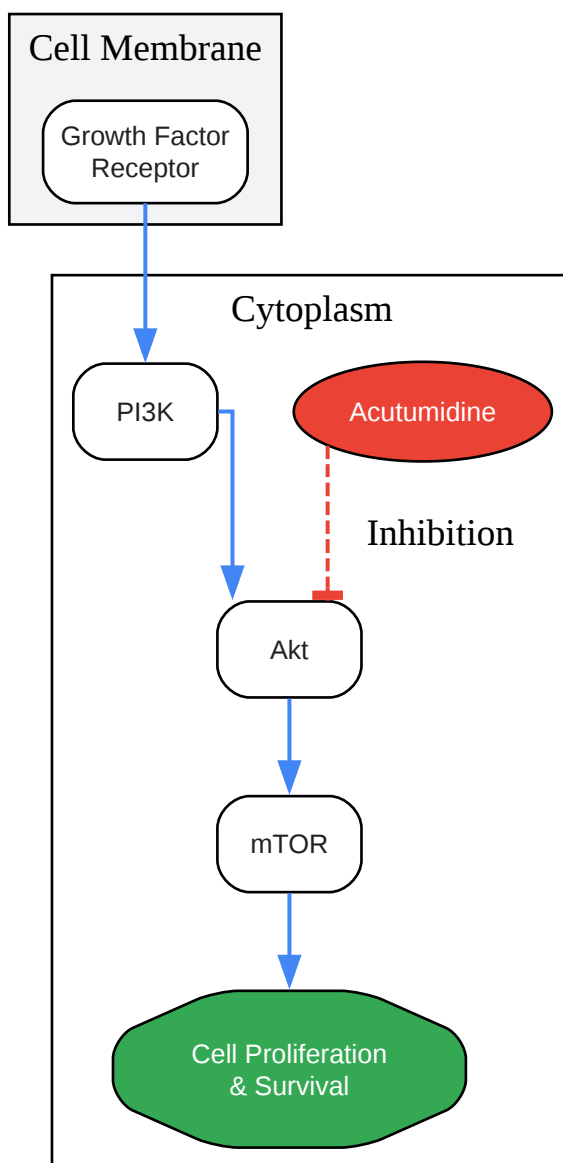 Cell Membrane
Growth Factor
Receptor
Cytoplasm
PI3K
Acutumidine
Inhibition
Akt
mTOR
Cell Proliferation
& Survival